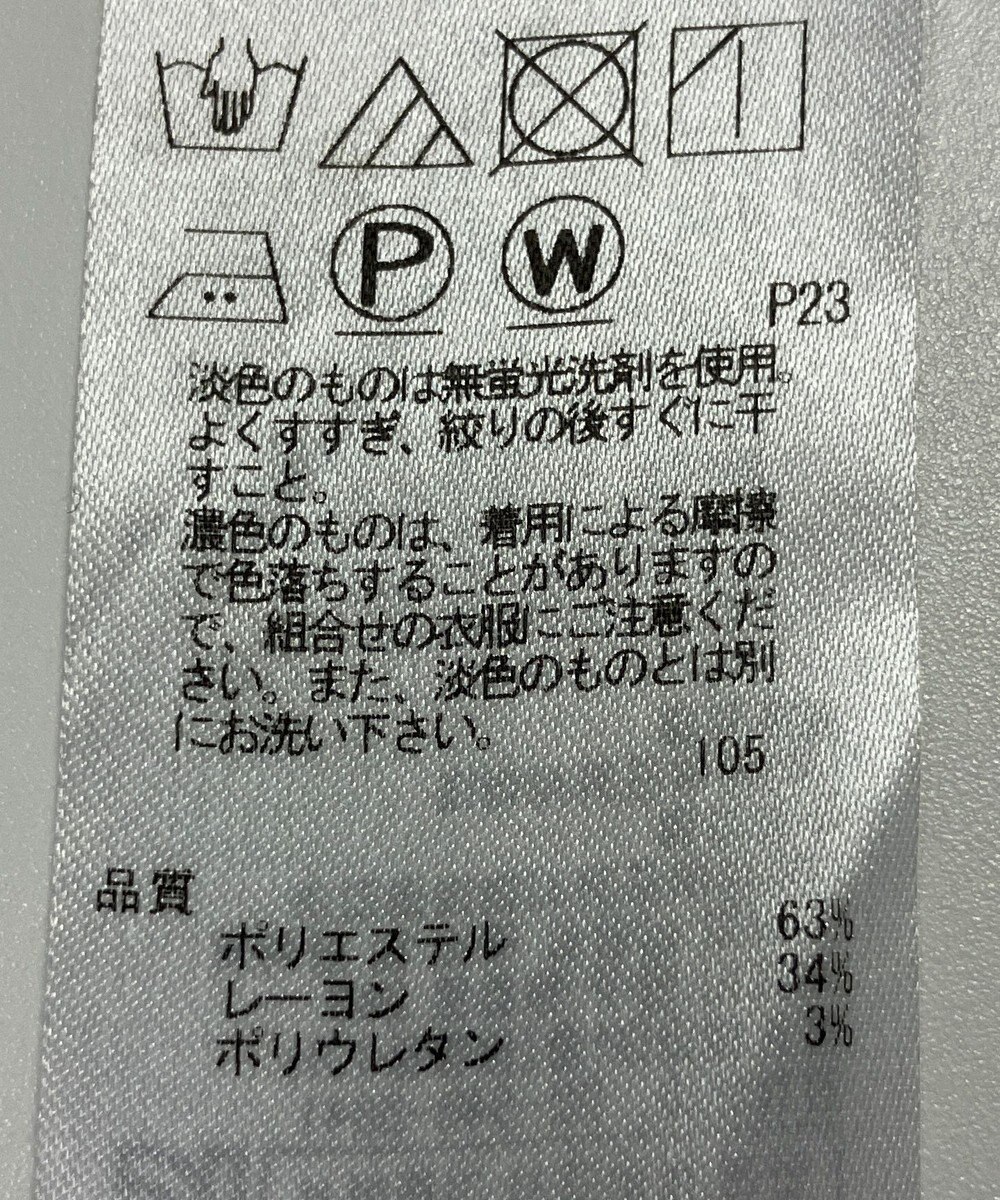 P W
P23
淡色のものは無蛍光洗剤を使用。
よくすすぎ、絞りの後すぐに干
すこと。
濃色のものは、着用による摩擦
で色落ちすることがありますの
で、組合せの衣服にご注意くだ
さい。また、淡色のものとは別
にお洗い下さい。
105
品質
ポリエステル 63%
レーヨン 34%
ポリウレタン 3%